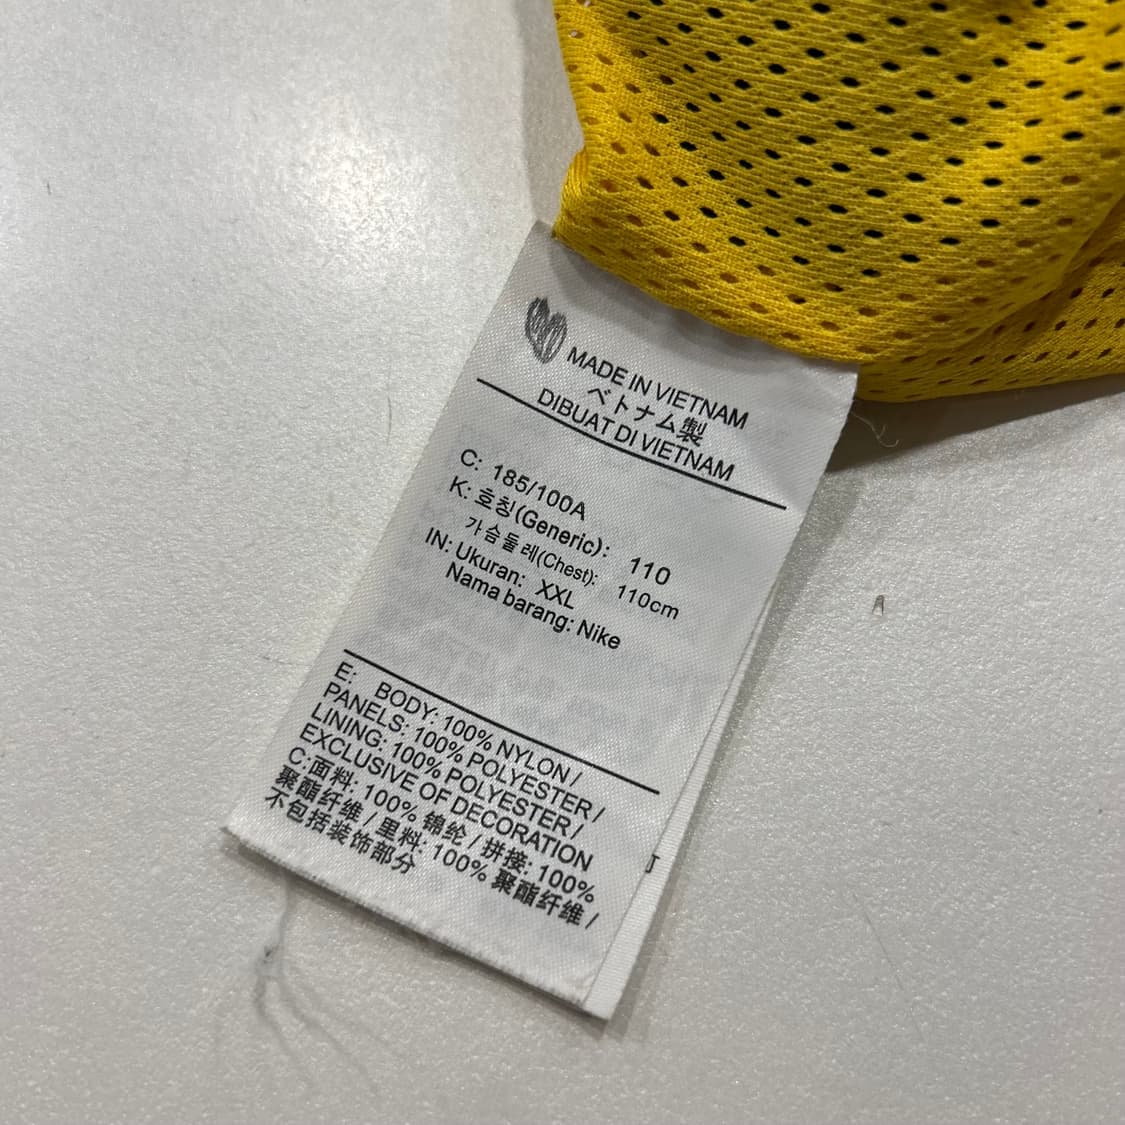 MADE IN VIETNAM
ベトナム製
DIBUAT DI VIETNAM
C: 185/100A
K: 호칭(Generic): 110
가슴둘레(Chest): 110cm
IN: Ukuran: XXL
Nama barang: Nike
E: BODY: 100% NYLON /
PANELS: 100% POLYESTER /
LINING: 100% POLYESTER /
EXCLUSIVE OF DECORATION
C:面料: 100% 锦纶 / 拼接: 100%
聚酯纤维 / 里料: 100% 聚酯纤维 /
不包括装饰部分